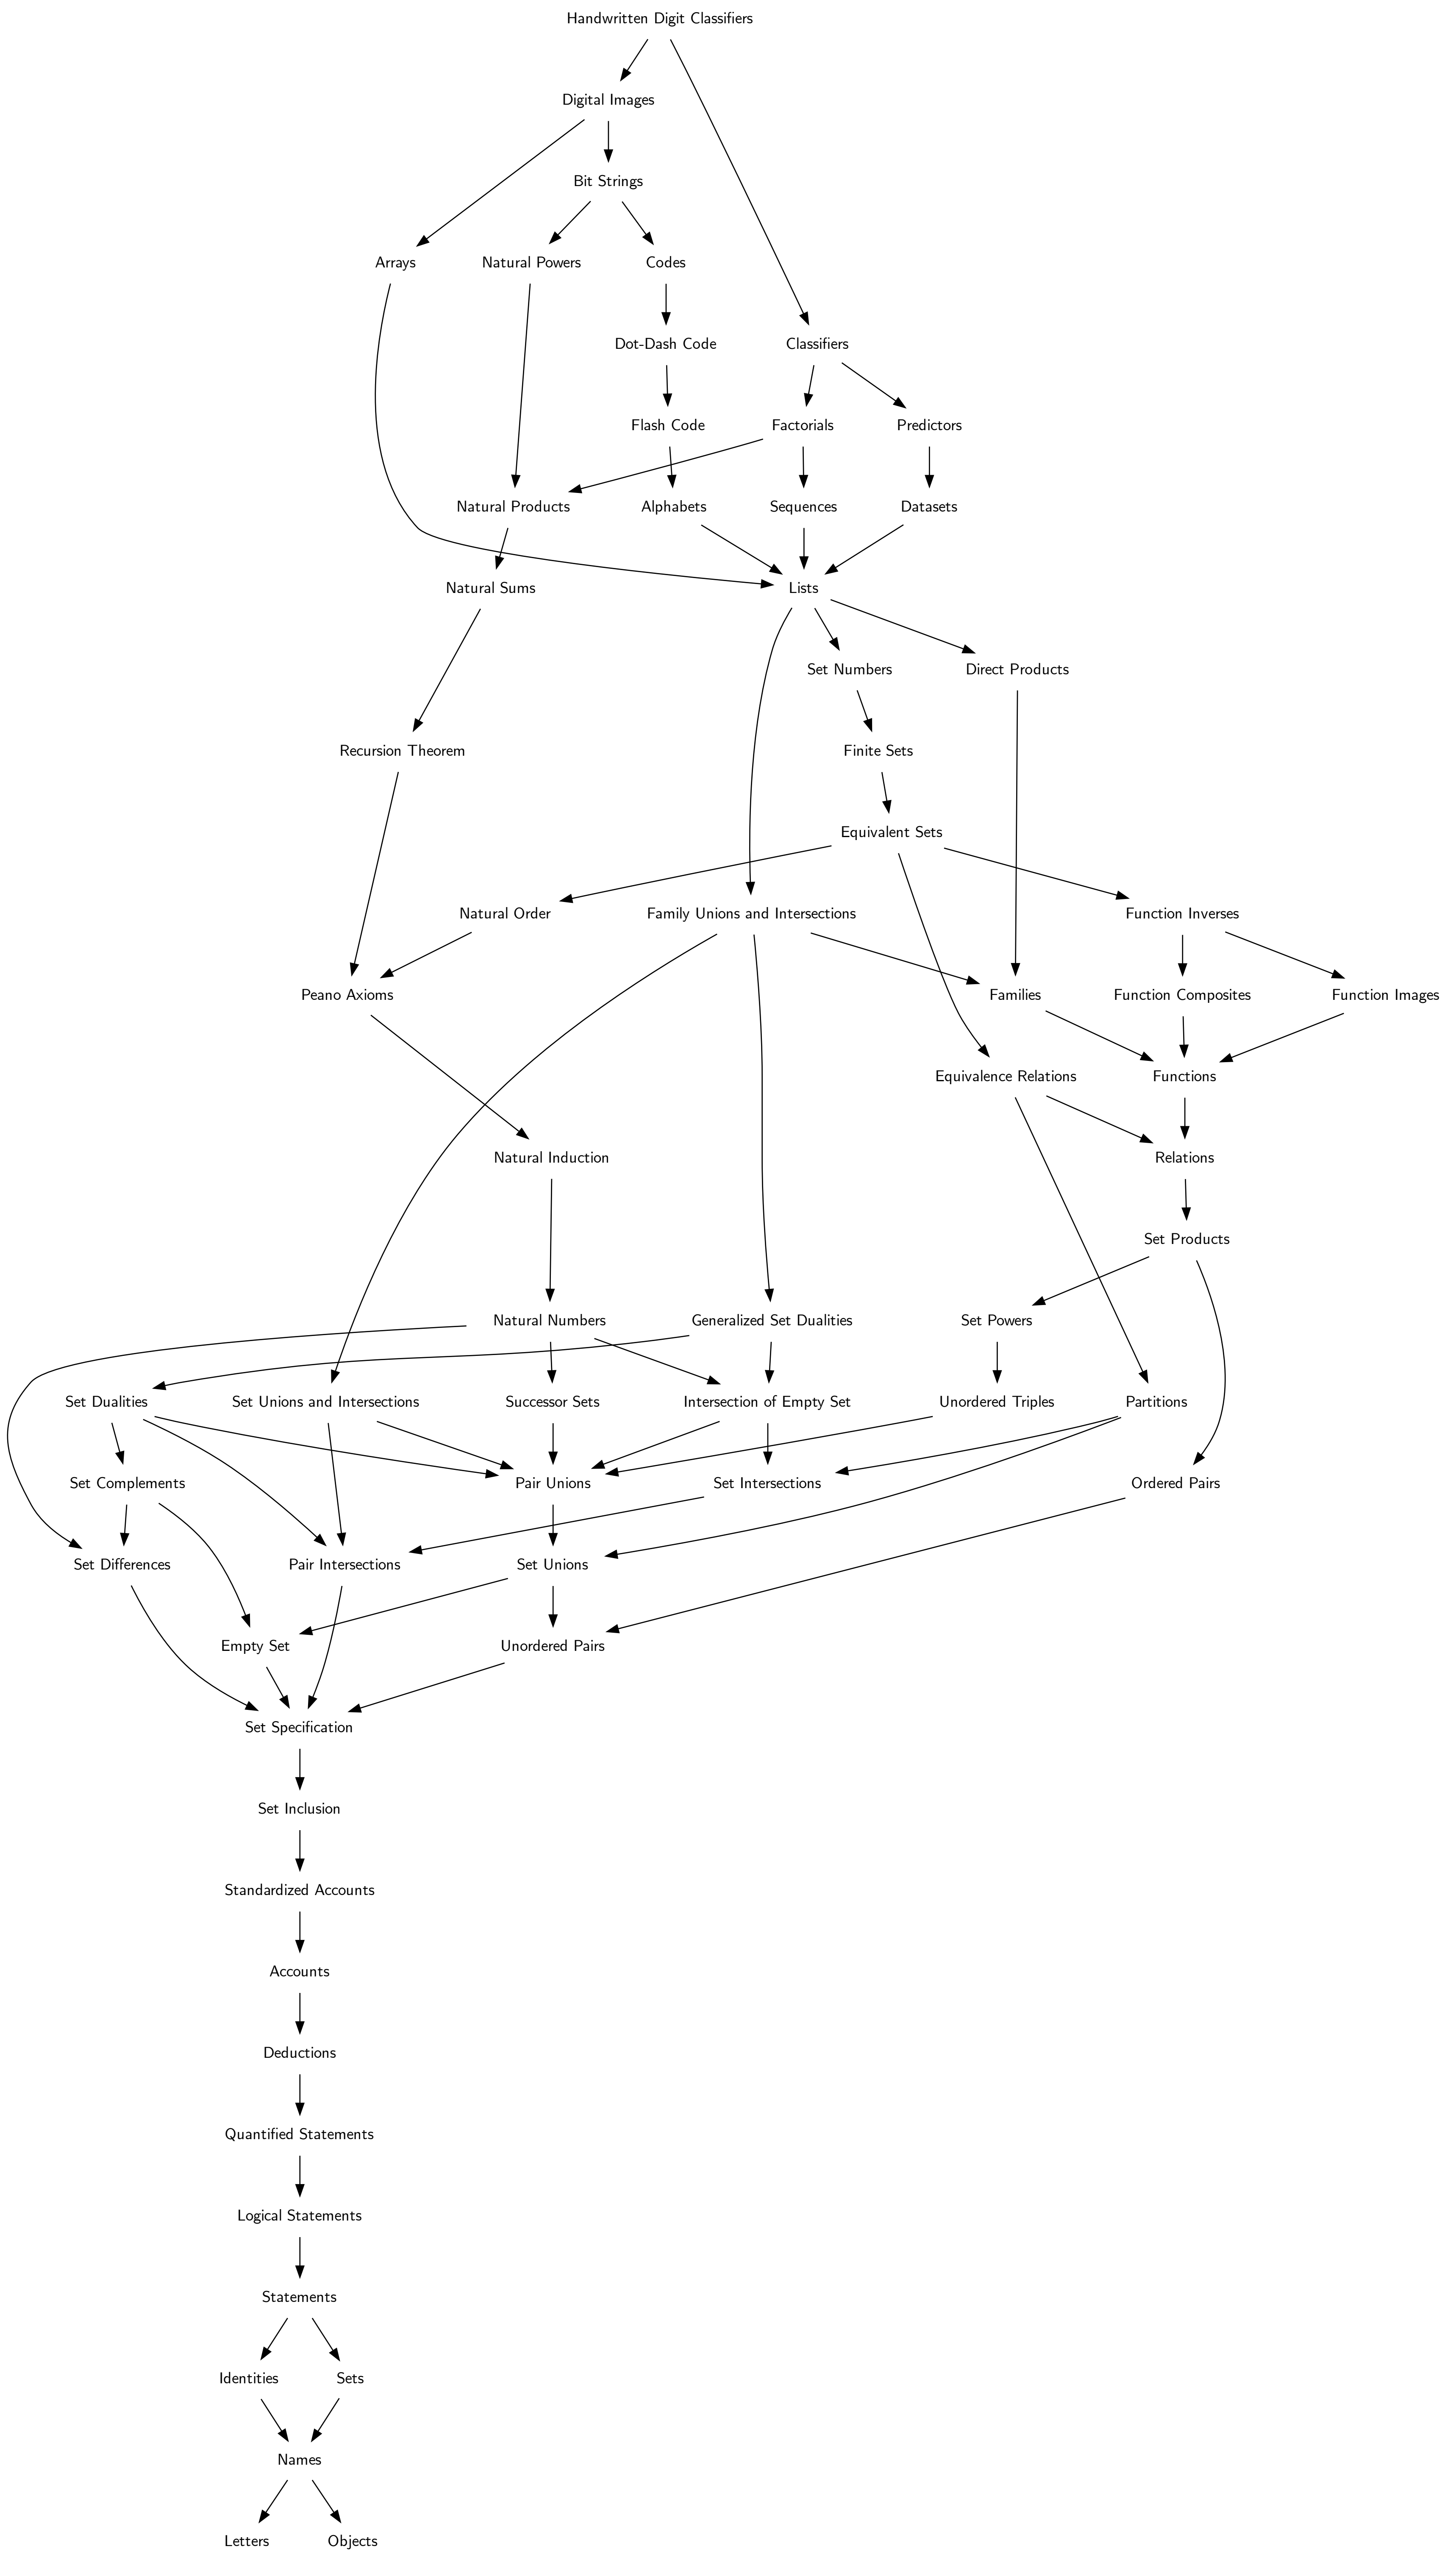 Handwritten Digit Classifiers
Digital Images
Bit Strings
Arrays
Natural Powers
Codes
Dot-Dash Code
Classifiers
Flash Code
Factorials
Predictors
Natural Products
Alphabets
Sequences
Datasets
Natural Sums
Lists
Set Numbers
Direct Products
Recursion Theorem
Finite Sets
Equivalent Sets
Natural Order
Family Unions and Intersections
Function Inverses
Peano Axioms
Families
Function Composites
Function Images
Equivalence Relations
Functions
Natural Induction
Relations
Set Products
Natural Numbers
Generalized Set Dualities
Set Powers
Set Dualities
Set Unions and Intersections
Successor Sets
Intersection of Empty Set
Unordered Triples
Partitions
Set Complements
Pair Unions
Set Intersections
Ordered Pairs
Set Differences
Pair Intersections
Set Unions
Empty Set
Unordered Pairs
Set Specification
Set Inclusion
Standardized Accounts
Accounts
Deductions
Quantified Statements
Logical Statements
Statements
Identities
Sets
Names
Letters
Objects